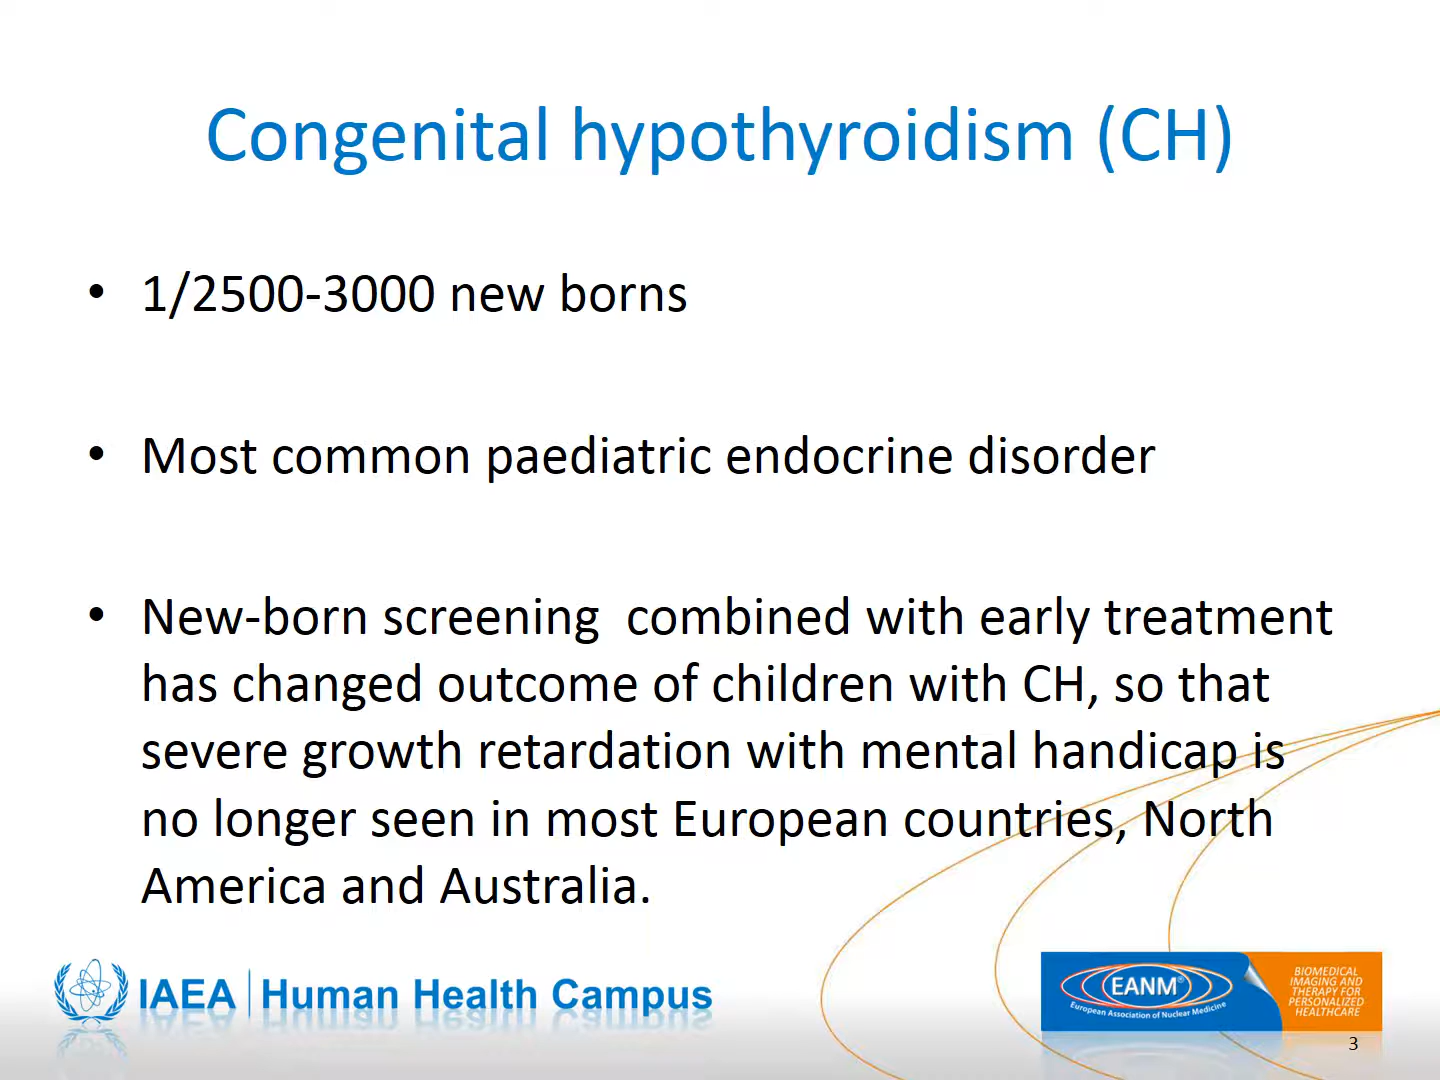 Congenital hypothyroidism (CH)
• 1/2500-3000 new borns
• Most common paediatric endocrine disorder
• New-born screening  combined with early treatment
has changed outcome of children with CH, so that
severe growth retardation with mental handicap is
no longer seen in most European countries, North
America and Australia.
IAEA | Human Health Campus
EANM®
European Association of Nuclear Medicine
BIOMEDICAL
IMAGING AND
THERAPY FOR
PERSONALIZED
HEALTHCARE
3